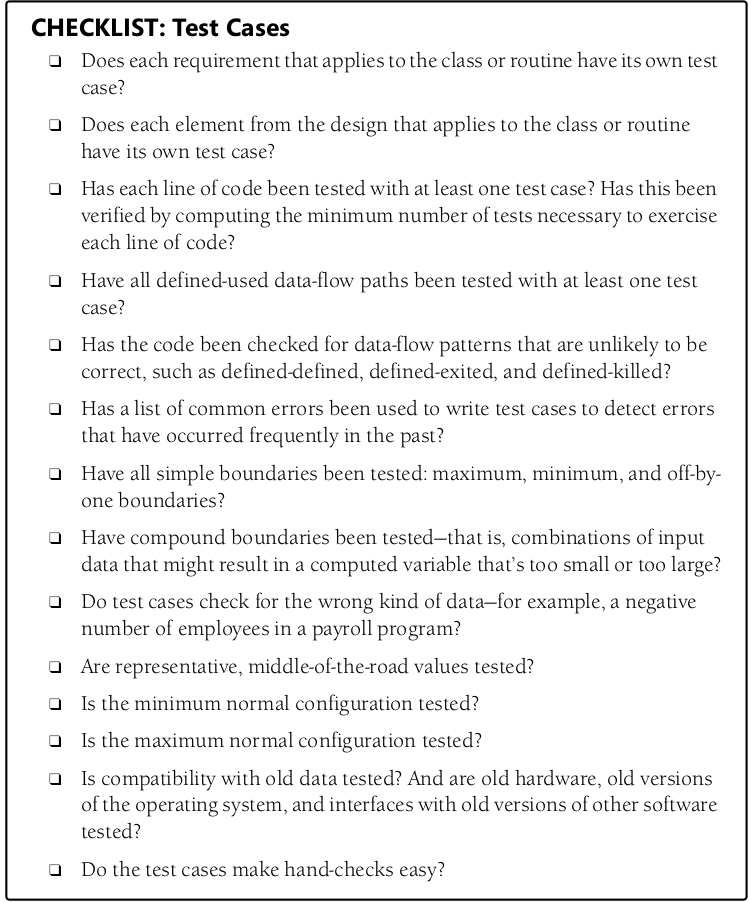 CHECKLIST: Test Cases
❑ Does each requirement that applies to the class or routine have its own test
case?
❑ Does each element from the design that applies to the class or routine
have its own test case?
❑ Has each line of code been tested with at least one test case? Has this been
verified by computing the minimum number of tests necessary to exercise
each line of code?
❑ Have all defined-used data-flow paths been tested with at least one test
case?
❑ Has the code been checked for data-flow patterns that are unlikely to be
correct, such as defined-defined, defined-exited, and defined-killed?
❑ Has a list of common errors been used to write test cases to detect errors
that have occurred frequently in the past?
❑ Have all simple boundaries been tested: maximum, minimum, and off-by-
one boundaries?
❑ Have compound boundaries been tested—that is, combinations of input
data that might result in a computed variable that’s too small or too large?
❑ Do test cases check for the wrong kind of data—for example, a negative
number of employees in a payroll program?
❑ Are representative, middle-of-the-road values tested?
❑ Is the minimum normal configuration tested?
❑ Is the maximum normal configuration tested?
❑ Is compatibility with old data tested? And are old hardware, old versions
of the operating system, and interfaces with old versions of other software
tested?
❑ Do the test cases make hand-checks easy?